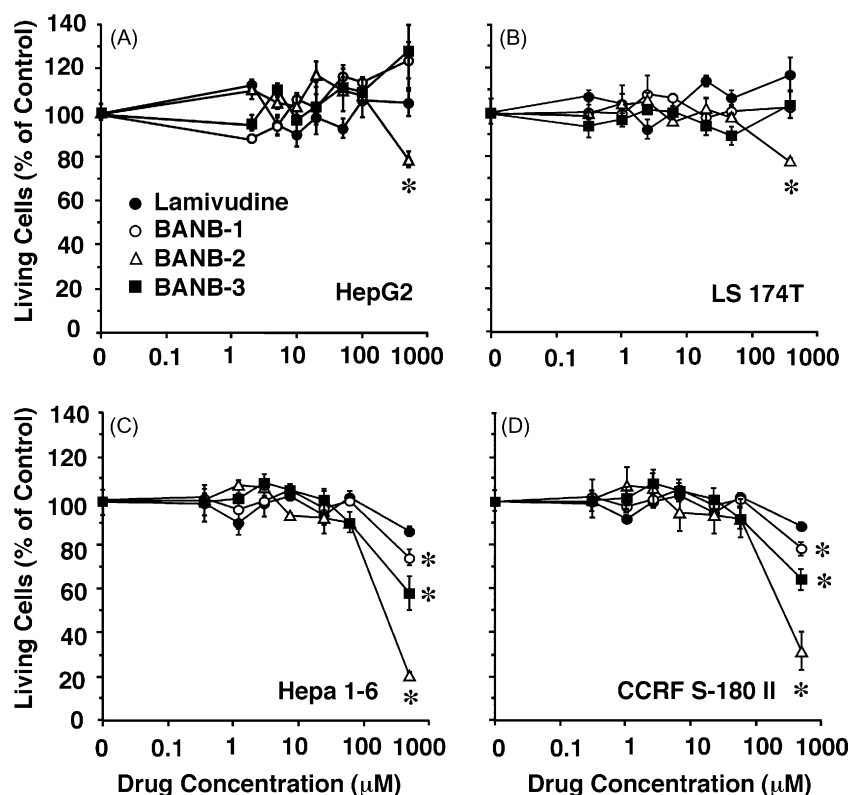 (A)
Living Cells (% of Control)
140
120
100
80
60
40
20
0
*
Lamivudine
BANB-1
BANB-2
BANB-3
HepG2
0 0.1 1 10 100 1000
(B)
*
LS 174T
0 0.1 1 10 100 1000
(C)
Living Cells (% of Control)
140
120
100
80
60
40
20
0
*
*
*
Hepa 1-6
0 0.1 1 10 100 1000
Drug Concentration (µM)
(D)
*
*
*
CCRF S-180 II
0 0.1 1 10 100 1000
Drug Concentration (µM)